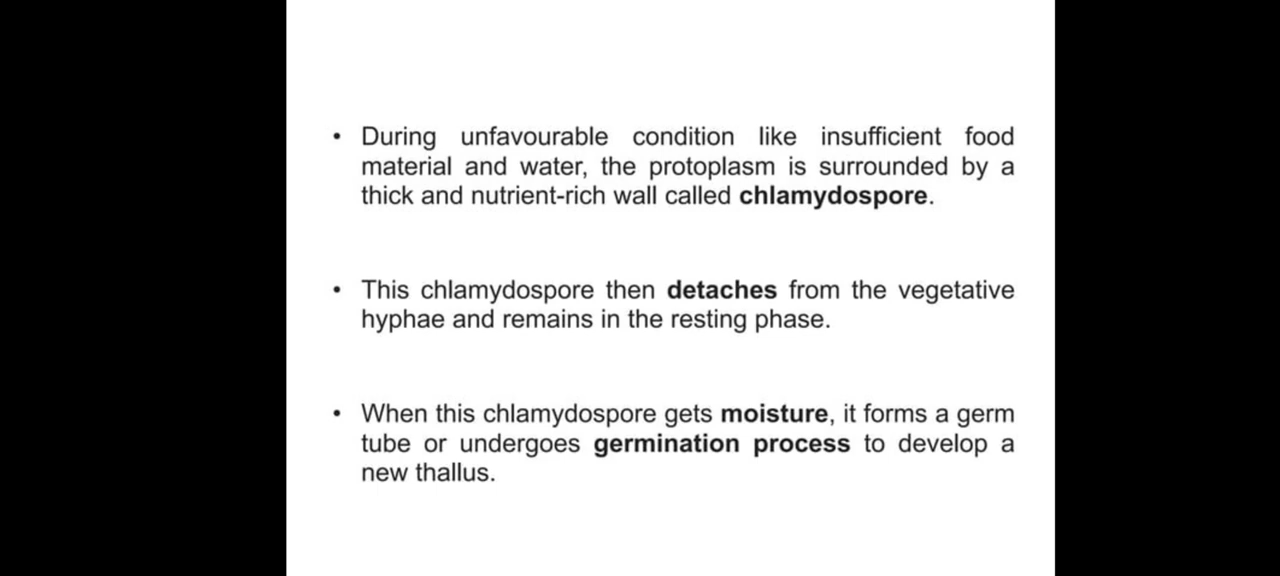 • During unfavourable condition like insufficient food
material and water, the protoplasm is surrounded by a
thick and nutrient-rich wall called chlamydospore.
• This chlamydospore then detaches from the vegetative
hyphae and remains in the resting phase.
• When this chlamydospore gets moisture, it forms a germ
tube or undergoes germination process to develop a
new thallus.